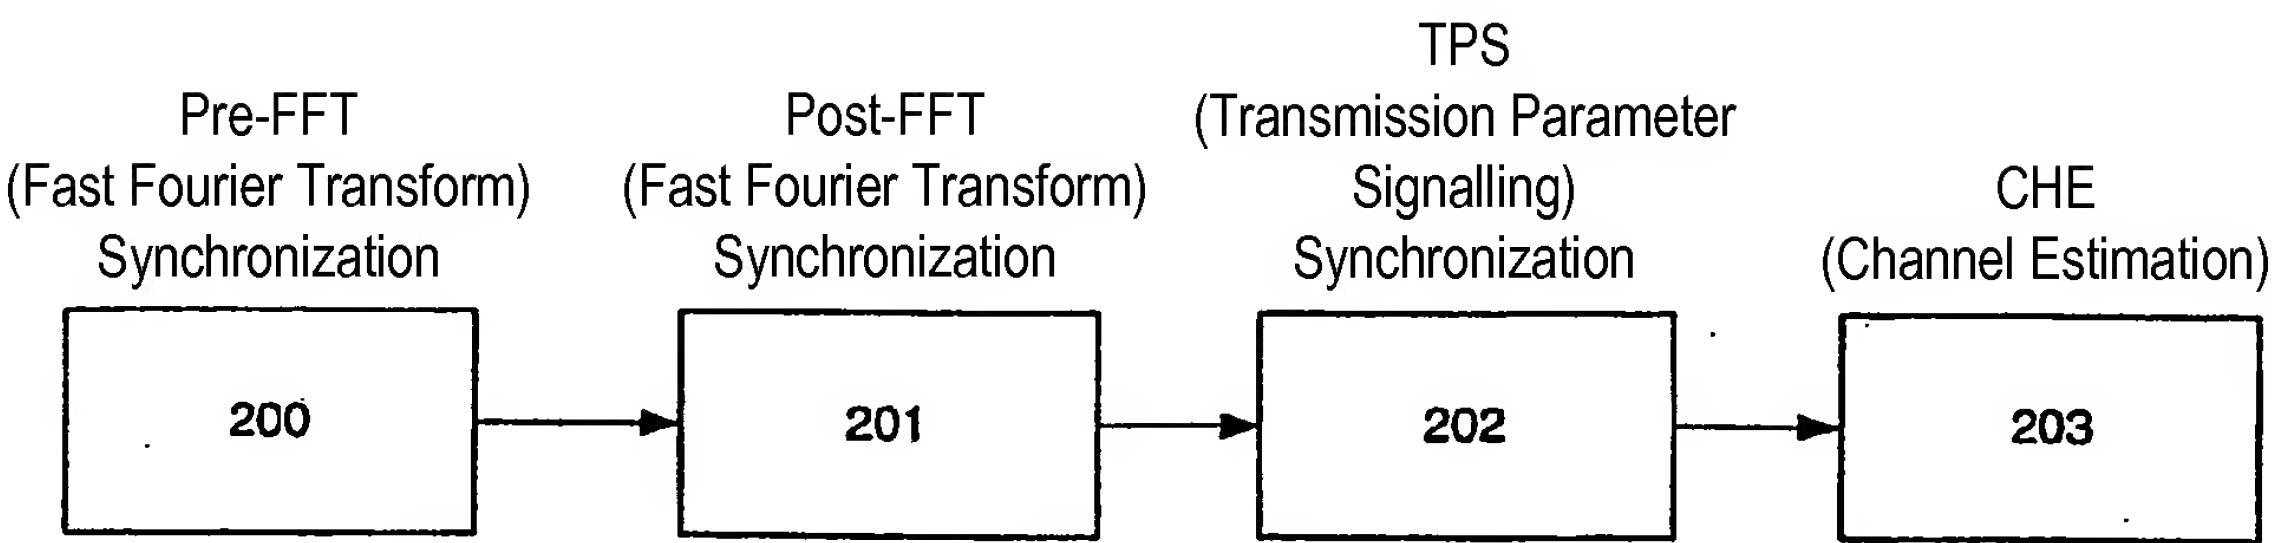 Pre-FFT
(Fast Fourier Transform)
Synchronization
Post-FFT
(Fast Fourier Transform)
Synchronization
TPS
(Transmission Parameter
Signalling)
Synchronization
CHE
(Channel Estimation)
200
201
202
203